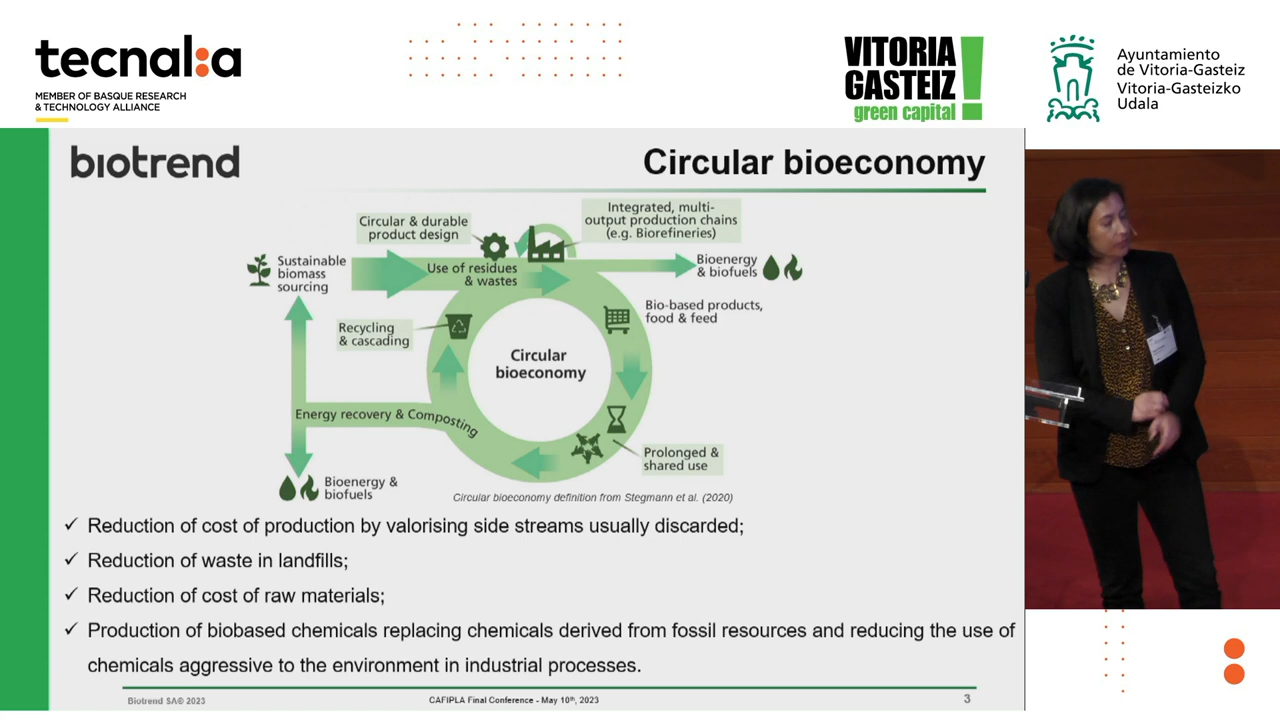 tecnal:a
MEMBER OF BASQUE RESEARCH
& TECHNOLOGY ALLIANCE
VITORIA
GASTEIZ
green capital
Ayuntamiento
de Vitoria-Gasteiz
Vitoria-Gasteizko
Udala
biotrend
Circular bioeconomy
Circular & durable
product design
Integrated, multi-
output production chains
(e.g. Biorefineries)
Sustainable
biomass
sourcing
Use of residues
& wastes
Bioenergy
& biofuels
Bio-based products,
food & feed
Recycling
& cascading
Circular
bioeconomy
Energy recovery & Composting
Prolonged &
shared use
Bioenergy &
biofuels
Circular bioeconomy definition from Stegmann et al. (2020)
✓ Reduction of cost of production by valorising side streams usually discarded;
✓ Reduction of waste in landfills;
✓ Reduction of cost of raw materials;
✓ Production of biobased chemicals replacing chemicals derived from fossil resources and reducing the use of
chemicals aggressive to the environment in industrial processes.
Biotrend SA© 2023
CAFIPLA Final Conference - May 10th, 2023
3